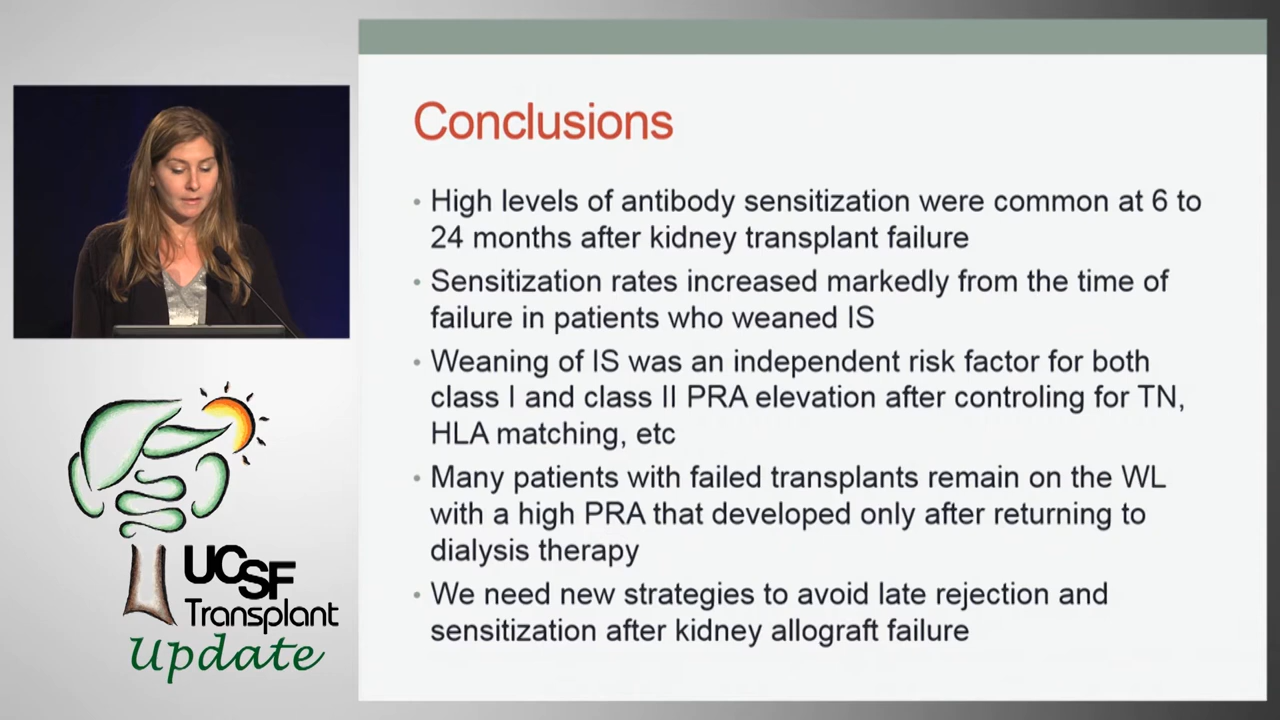 Conclusions
• High levels of antibody sensitization were common at 6 to
24 months after kidney transplant failure
• Sensitization rates increased markedly from the time of
failure in patients who weaned IS
• Weaning of IS was an independent risk factor for both
class I and class II PRA elevation after controling for TN,
HLA matching, etc
• Many patients with failed transplants remain on the WL
with a high PRA that developed only after returning to
dialysis therapy
• We need new strategies to avoid late rejection and
sensitization after kidney allograft failure
UCSF
Transplant
Update